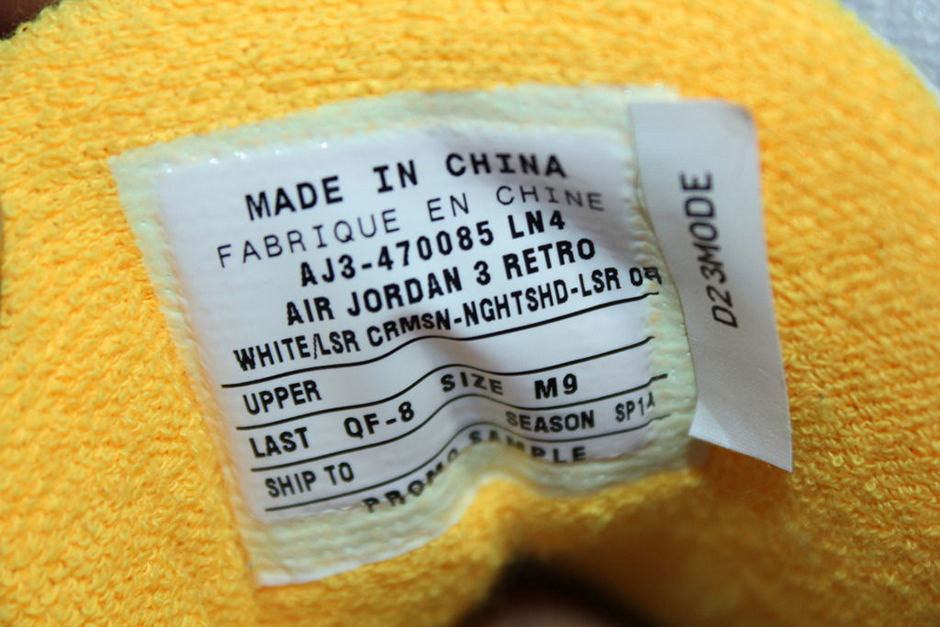 MADE IN CHINA
FABRIQUE EN CHINE
AJ3-470085 LN4
AIR JORDAN 3 RETRO
WHITE/LSR CRMSN-NGHTSHD-LSR
UPPER
LAST QF-8 SIZE M9
SHIP TO SEASON SP14
PROMO SAMPLE
D23MODE